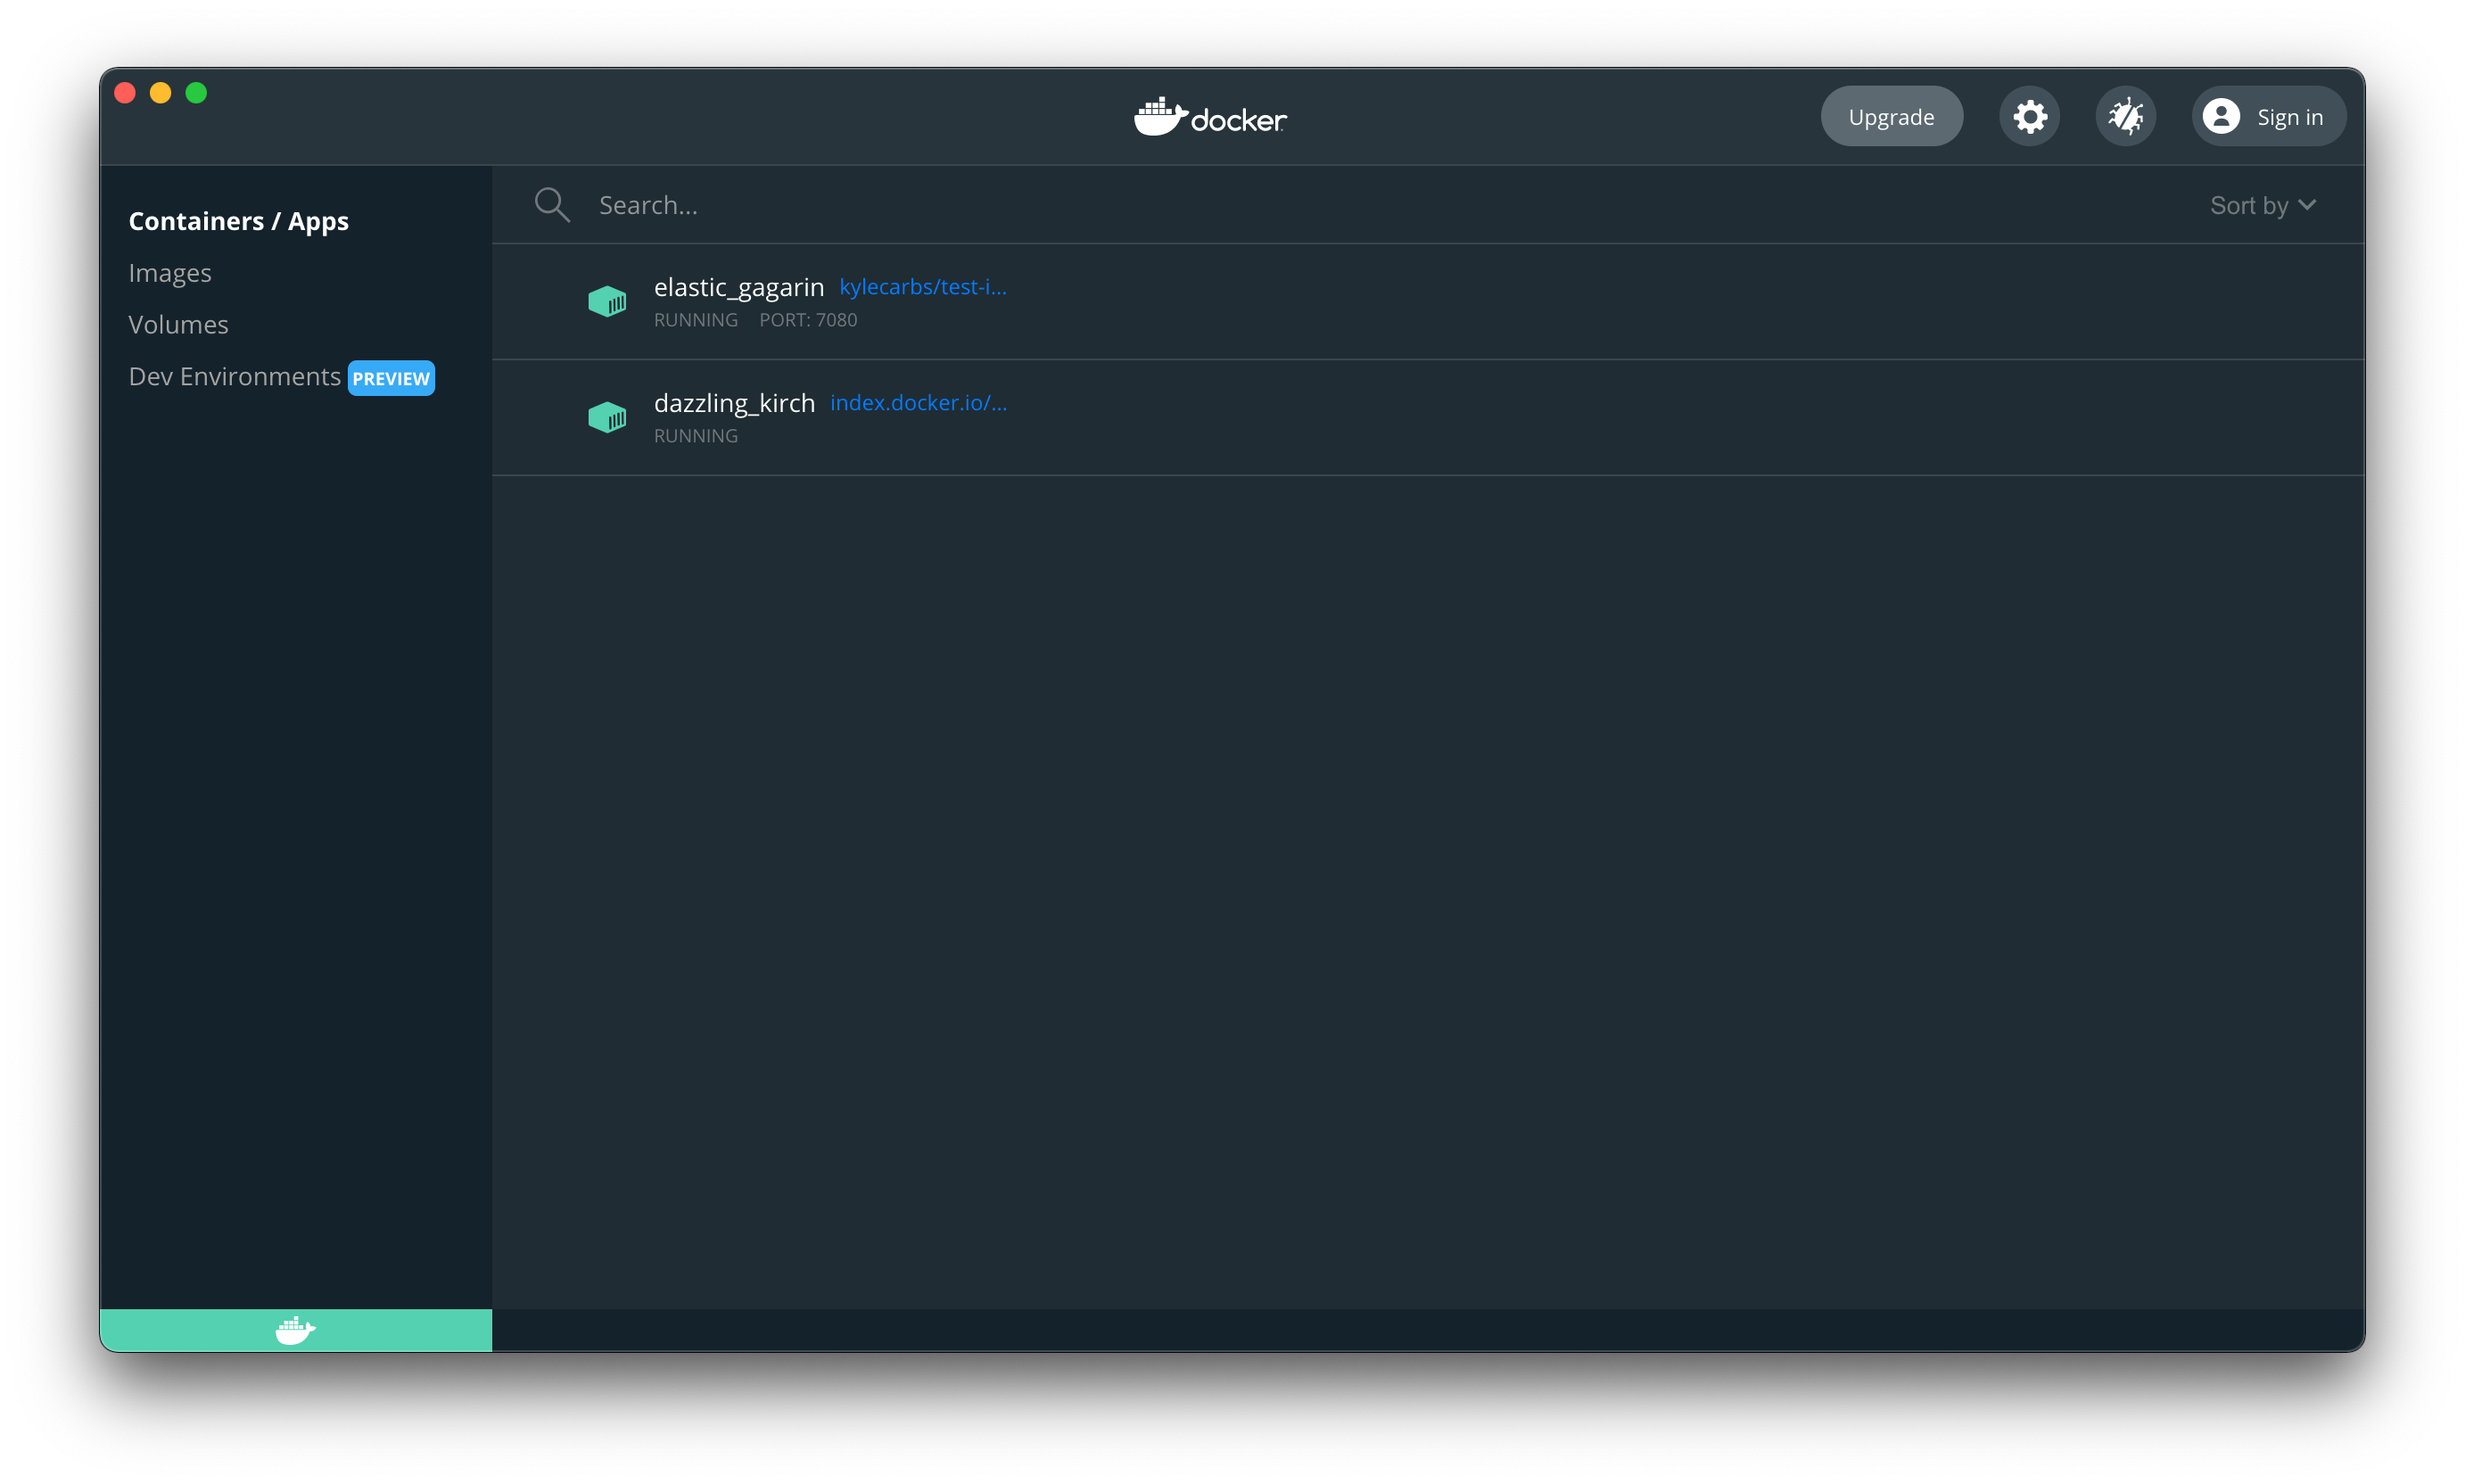 docker
Upgrade
Sign in
Containers / Apps
Images
Volumes
Dev Environments PREVIEW
Search...
Sort by
elastic_gagarin kylecarbs/test-i...
RUNNING PORT: 7080
dazzling_kirch index.docker.io/...
RUNNING